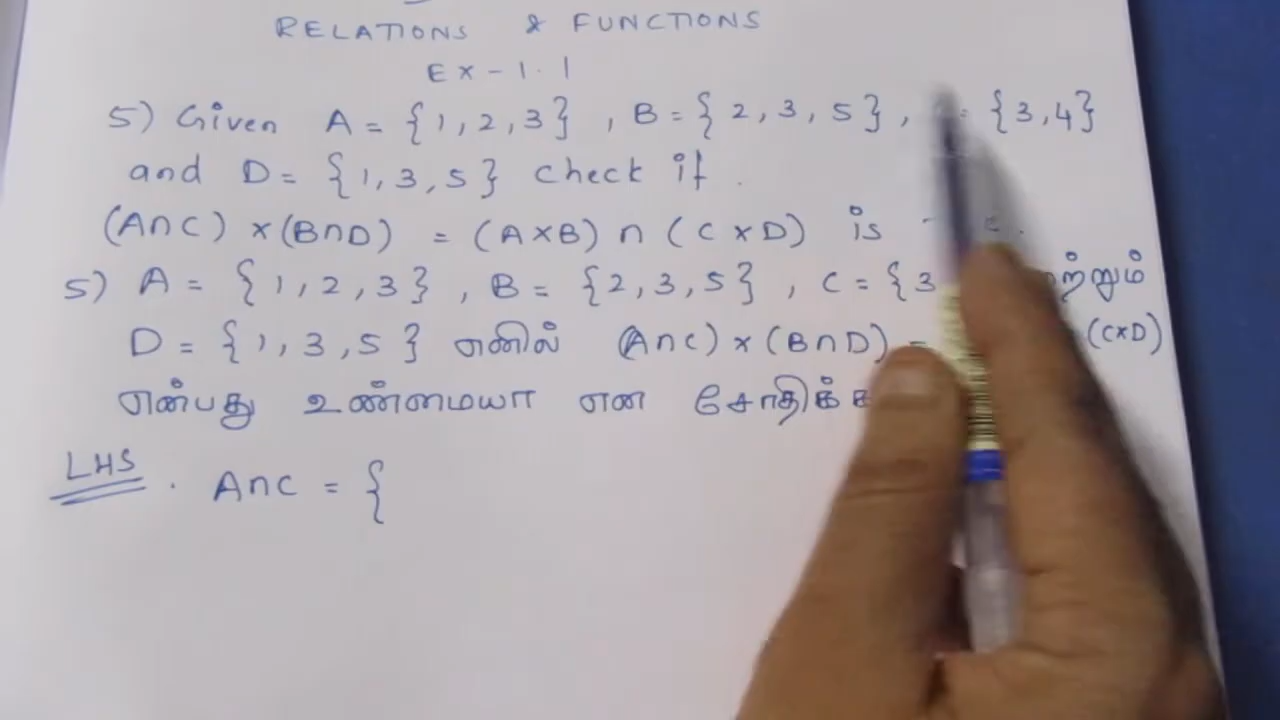 RELATIONS & FUNCTIONS
EX - 1.1
5) Given A = {1, 2, 3}, B = {2, 3, 5}, = {3, 4}
and D = {1, 3, 5} check if
(A∩C) × (B∩D) = (A×B) ∩ (C×D) is
5) A = {1, 2, 3}, B = {2, 3, 5}, C = {3
D = {1, 3, 5} எனில் (A∩C) × (B∩D) = (C×D)
என்பது உண்மையா என
LHS . A∩C = {